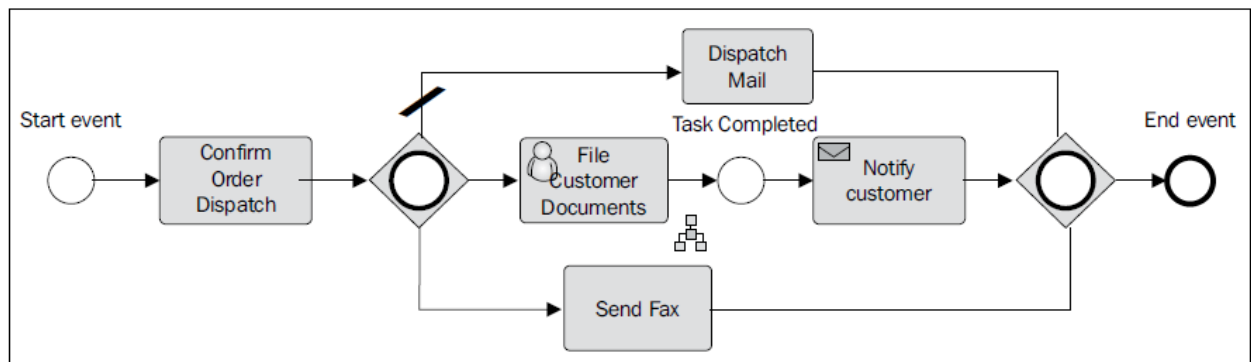 Dispatch
Mail
Start event
Task Completed
End event
Confirm
Order
Dispatch
File
Customer
Documents
Notify
customer
Send Fax